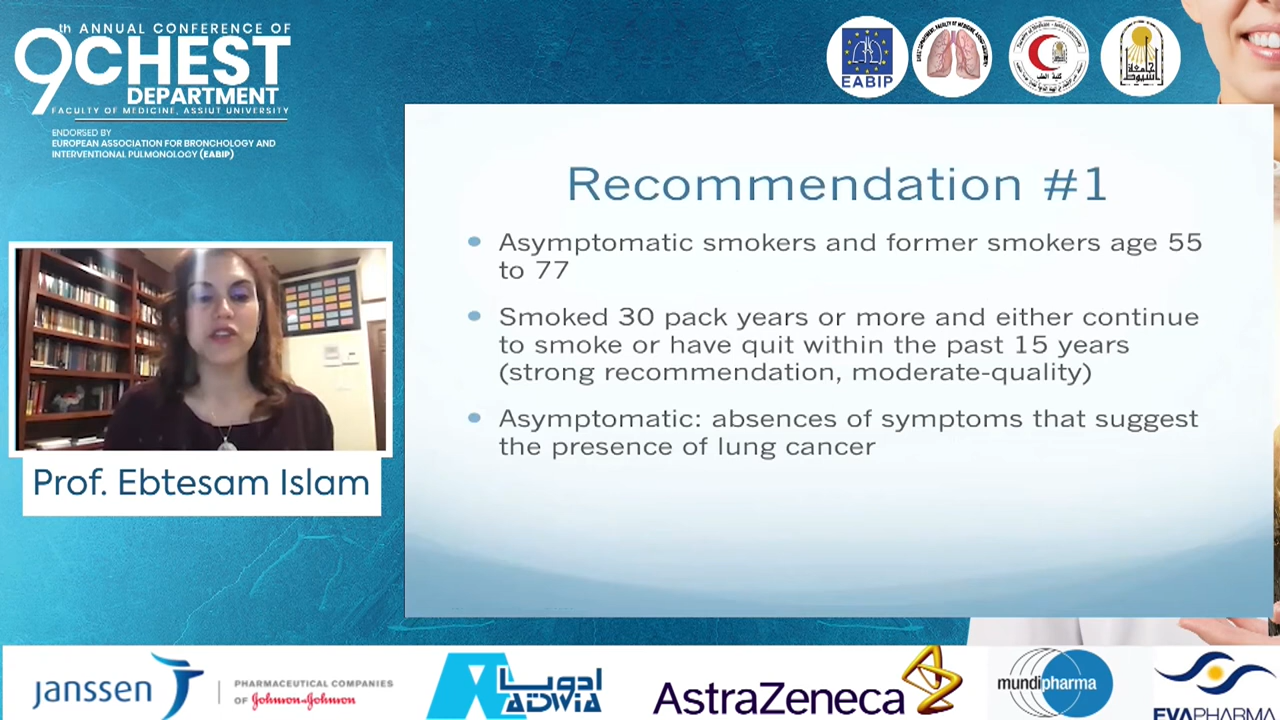 9th ANNUAL CONFERENCE OF
CHEST
DEPARTMENT
FACULTY OF MEDICINE, ASSIUT UNIVERSITY
ENDORSED BY
EUROPEAN ASSOCIATION FOR BRONCHOLOGY AND
INTERVENTIONAL PULMONOLOGY (EABIP)
EABIP
Recommendation #1
Asymptomatic smokers and former smokers age 55
to 77
Smoked 30 pack years or more and either continue
to smoke or have quit within the past 15 years
(strong recommendation, moderate-quality)
Asymptomatic: absences of symptoms that suggest
the presence of lung cancer
Prof. Ebtesam Islam
janssen
PHARMACEUTICAL COMPANIES
OF Johnson & Johnson
ادويا
ADWIA
AstraZeneca
mundipharma
EVAPHARMA